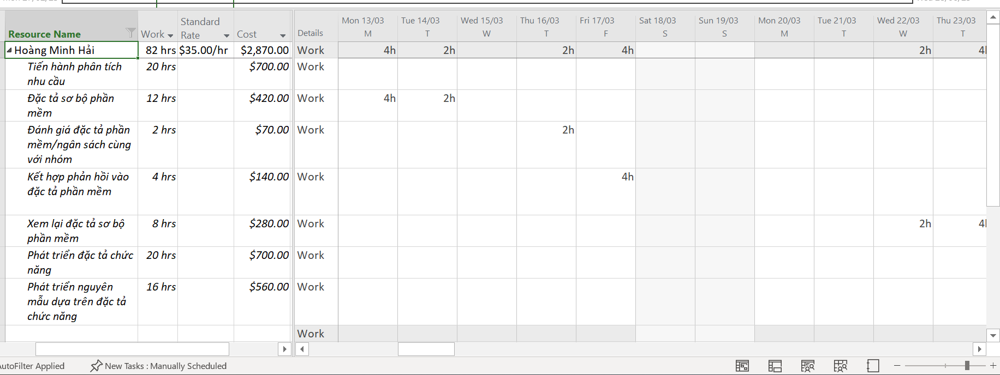 Standard
Resource Name Work Rate Cost Details
Mon 13/03 Tue 14/03 Wed 15/03 Thu 16/03 Fri 17/03 Sat 18/03 Sun 19/03 Mon 20/03 Tue 21/03 Wed 22/03 Thu 23/03
M T W T F S S M T W T
Hoàng Minh Hải 82 hrs $35.00/hr $2,870.00 Work 4h 2h 2h 4h 2h
Tiến hành phân tích 20 hrs $700.00 Work
nhu cầu
Đặc tả sơ bộ phần 12 hrs $420.00 Work 4h 2h
mềm
Đánh giá đặc tả phần 2 hrs $70.00 Work 2h
mềm/ngân sách cùng
với nhóm
Kết hợp phản hồi vào 4 hrs $140.00 Work 4h
đặc tả phần mềm
Xem lại đặc tả sơ bộ 8 hrs $280.00 Work 2h
phần mềm
Phát triển đặc tả chức 20 hrs $700.00 Work
năng
Phát triển nguyên 16 hrs $560.00 Work
mẫu dựa trên đặc tả
chức năng
Work
utoFilter Applied New Tasks : Manually Scheduled